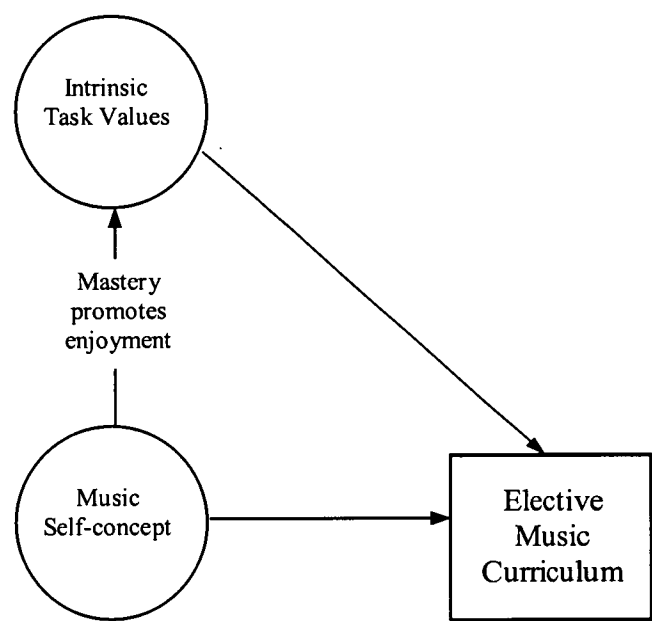 Intrinsic
Task Values
Mastery
promotes
enjoyment
Music
Self-concept
Elective
Music
Curriculum